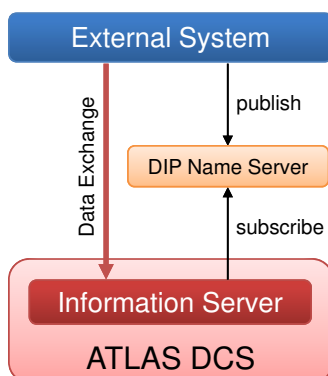 External System
publish
Data Exchange
DIP Name Server
subscribe
Information Server
ATLAS DCS